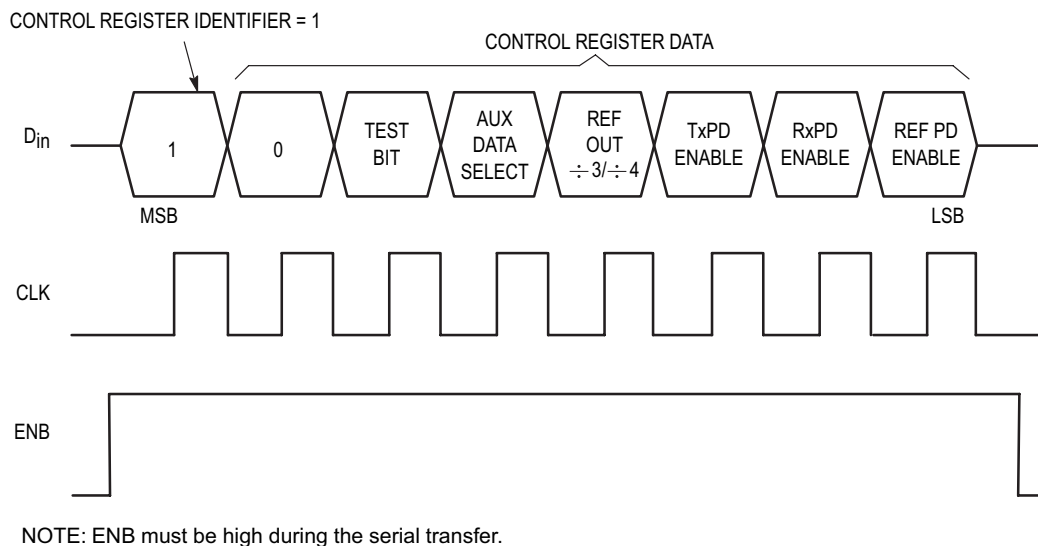 CONTROL REGISTER IDENTIFIER = 1
CONTROL REGISTER DATA
Din
1
0
TEST
BIT
AUX
DATA
SELECT
REF
OUT
÷3/÷4
TxPD
ENABLE
RxPD
ENABLE
REF PD
ENABLE
MSB
LSB
CLK
ENB
NOTE: ENB must be high during the serial transfer.